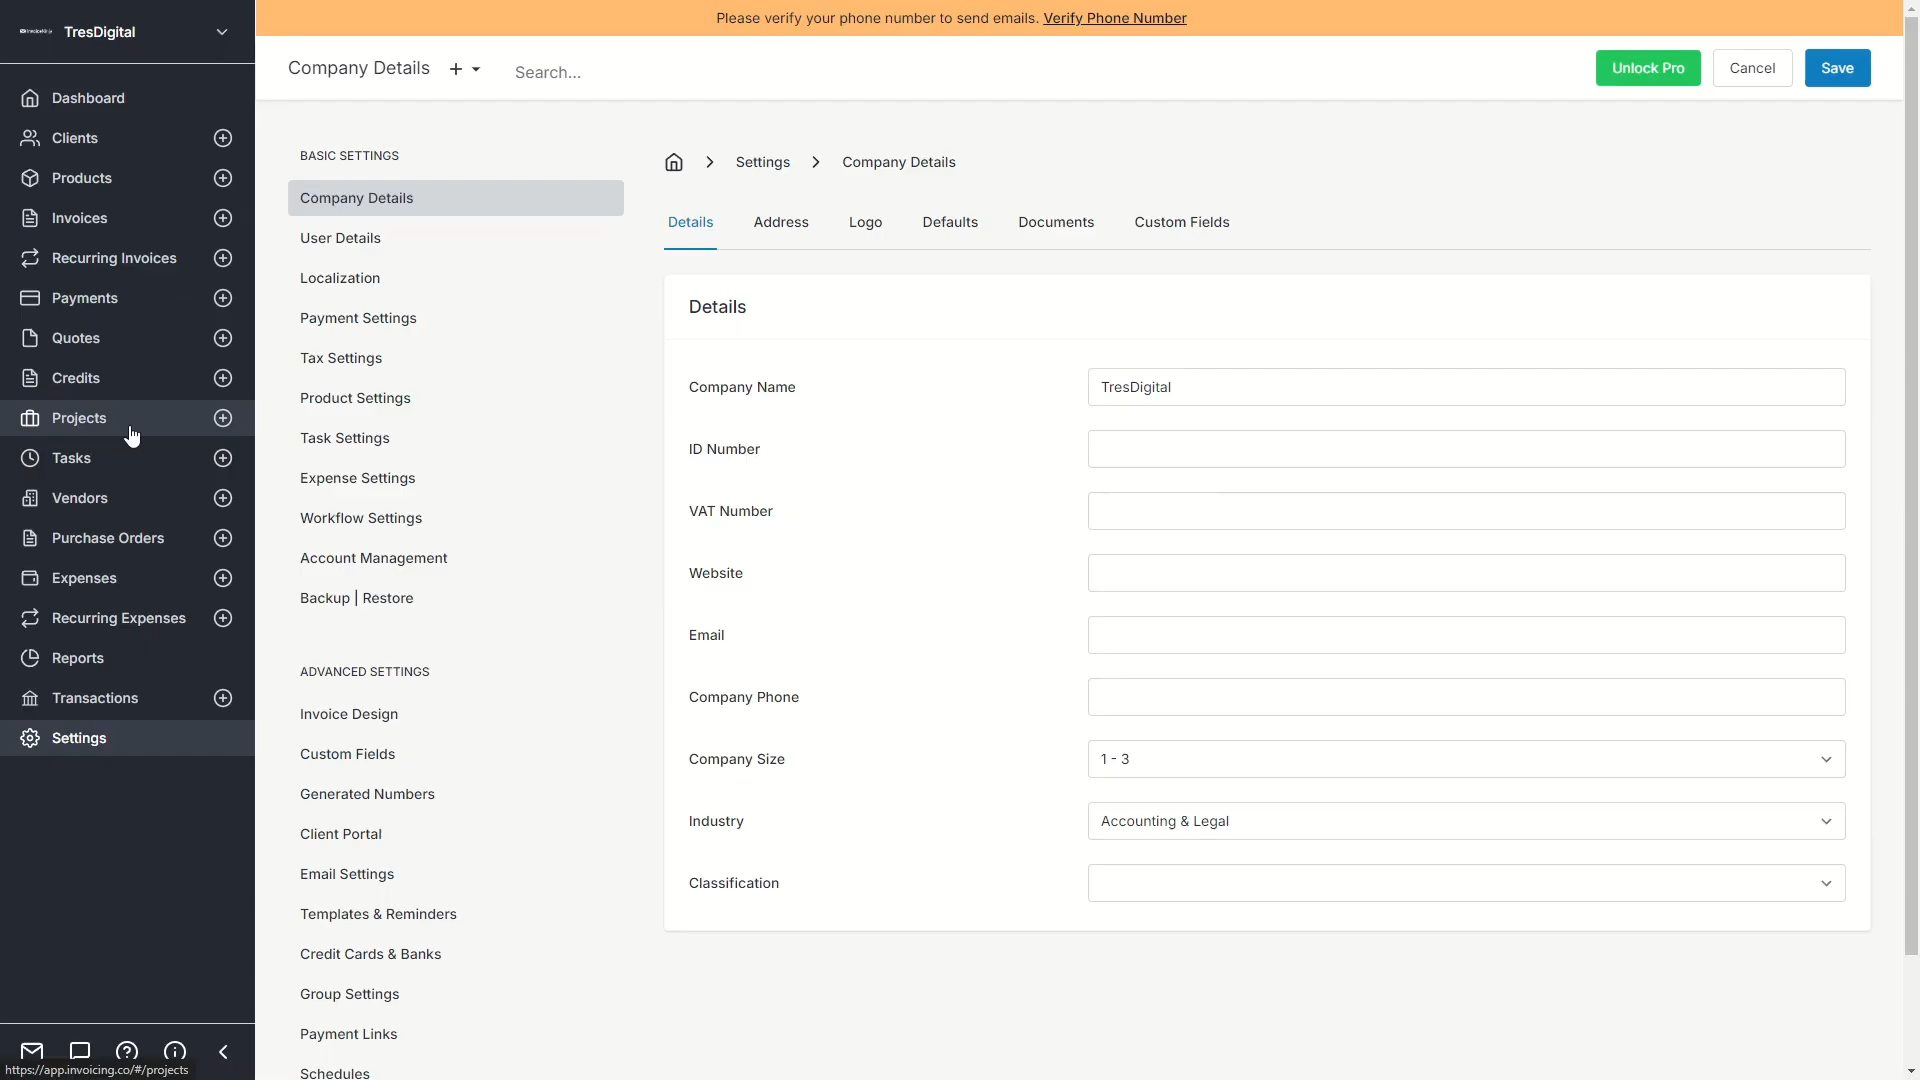 Please verify your phone number to send emails. Verify Phone Number
TresDigital
Company Details
Search...
Unlock Pro
Cancel
Save
Dashboard
Clients
Products
Invoices
Recurring Invoices
Payments
Quotes
Credits
Projects
Tasks
Vendors
Purchase Orders
Expenses
Recurring Expenses
Reports
Transactions
Settings
https://app.invoicing.co/#/projects
BASIC SETTINGS
Company Details
User Details
Localization
Payment Settings
Tax Settings
Product Settings
Task Settings
Expense Settings
Workflow Settings
Account Management
Backup | Restore
ADVANCED SETTINGS
Invoice Design
Custom Fields
Generated Numbers
Client Portal
Email Settings
Templates & Reminders
Credit Cards & Banks
Group Settings
Payment Links
Schedules
Settings
Company Details
Details
Address
Logo
Defaults
Documents
Custom Fields
Details
Company Name
TresDigital
ID Number
VAT Number
Website
Email
Company Phone
Company Size
1 - 3
Industry
Accounting & Legal
Classification